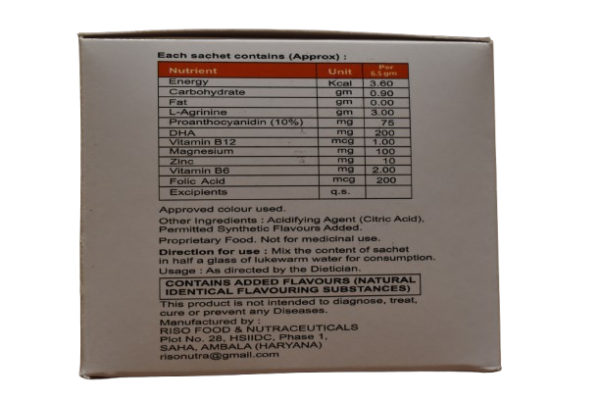 Each sachet contains (Approx) :
Nutrient Unit Per 6.5 gm
Energy Kcal 3.60
Carbohydrate gm 0.90
Fat gm 0.00
L-Agrinine gm 3.00
Proanthocyanidin (10%) mg 75
DHA mg 200
Vitamin B12 mcg 1.00
Magnesium mg 100
Zinc mg 10
Vitamin B6 mg 2.00
Folic Acid mcg 200
Excipients q.s.
Approved colour used.
Other Ingredients : Acidifying Agent (Citric Acid),
Permitted Synthetic Flavours Added.
Proprietary Food. Not for medicinal use.
Direction for use : Mix the content of sachet
in half a glass of lukewarm water for consumption.
Usage : As directed by the Dietician.
CONTAINS ADDED FLAVOURS (NATURAL
IDENTICAL FLAVOURING SUBSTANCES)
This product is not intended to diagnose, treat,
cure or prevent any Diseases.
Manufactured by :
RISO FOOD & NUTRACEUTICALS
Plot No. 28, HSIIDC, Phase 1,
SAHA, AMBALA (HARYANA)
risonutra@gmail.com